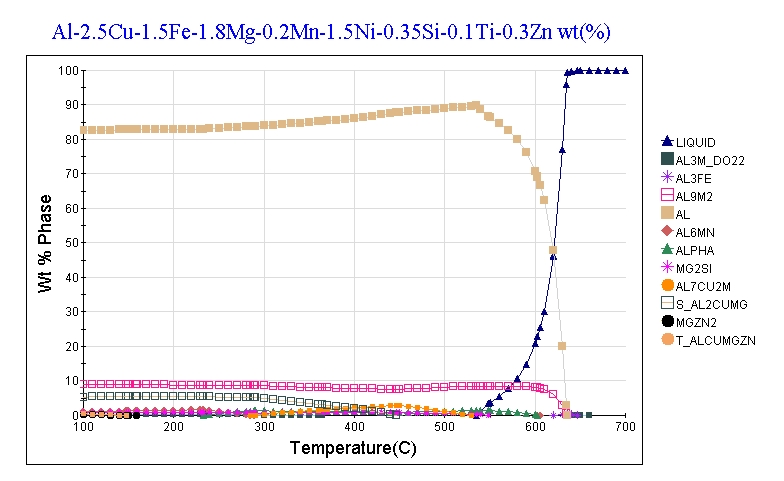 Al-2.5Cu-1.5Fe-1.8Mg-0.2Mn-1.5Ni-0.35Si-0.1Ti-0.3Zn wt(%)
100
90
80
70
60
50
40
30
20
10
0
Wt % Phase
100 200 300 400 500 600 700
Temperature(C)
LIQUID
AL3M_DO22
AL3FE
AL9M2
AL
AL6MN
ALPHA
MG2SI
AL7CU2M
S_AL2CUMG
MGZN2
T_ALCUMGZN